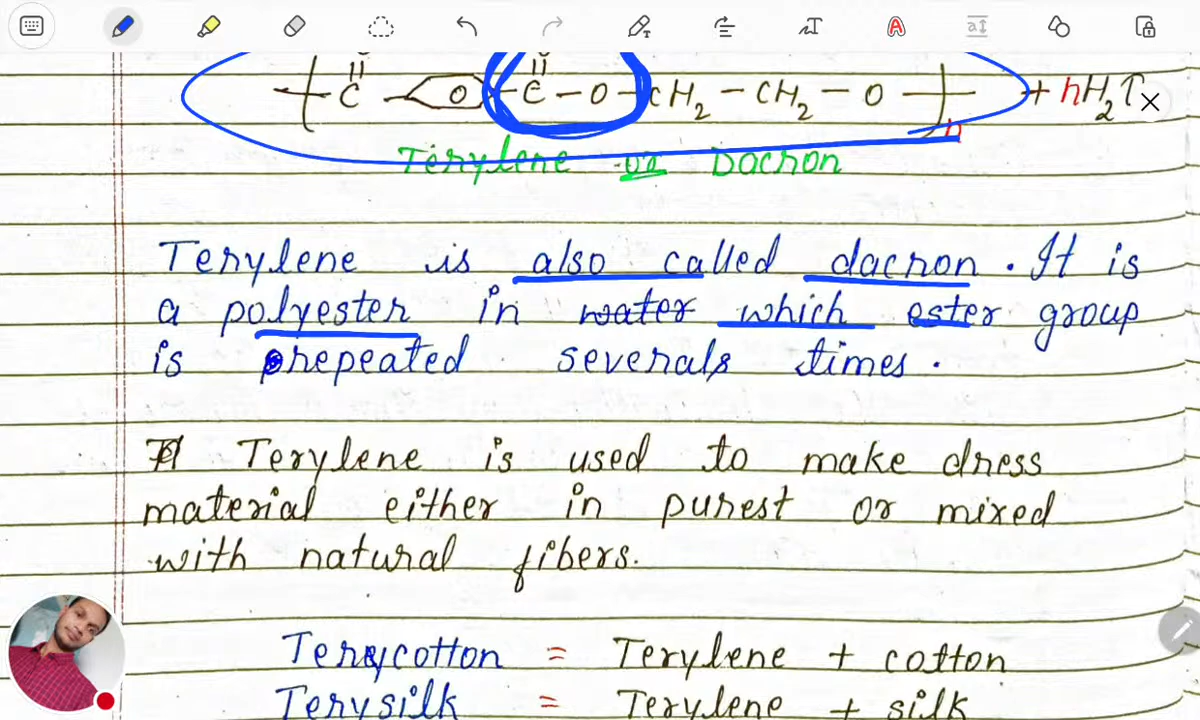 C C – O – CH2 – CH2 – O + nH2
n
Terylene or Dacron
Terylene is also called dacron. It is
a polyester in water which ester group
is repeated severals times.
Terylene is used to make dress
material either in purest or mixed
with natural fibers.
Terycotton = Terylene + cotton
Terysilk = Terylene + silk